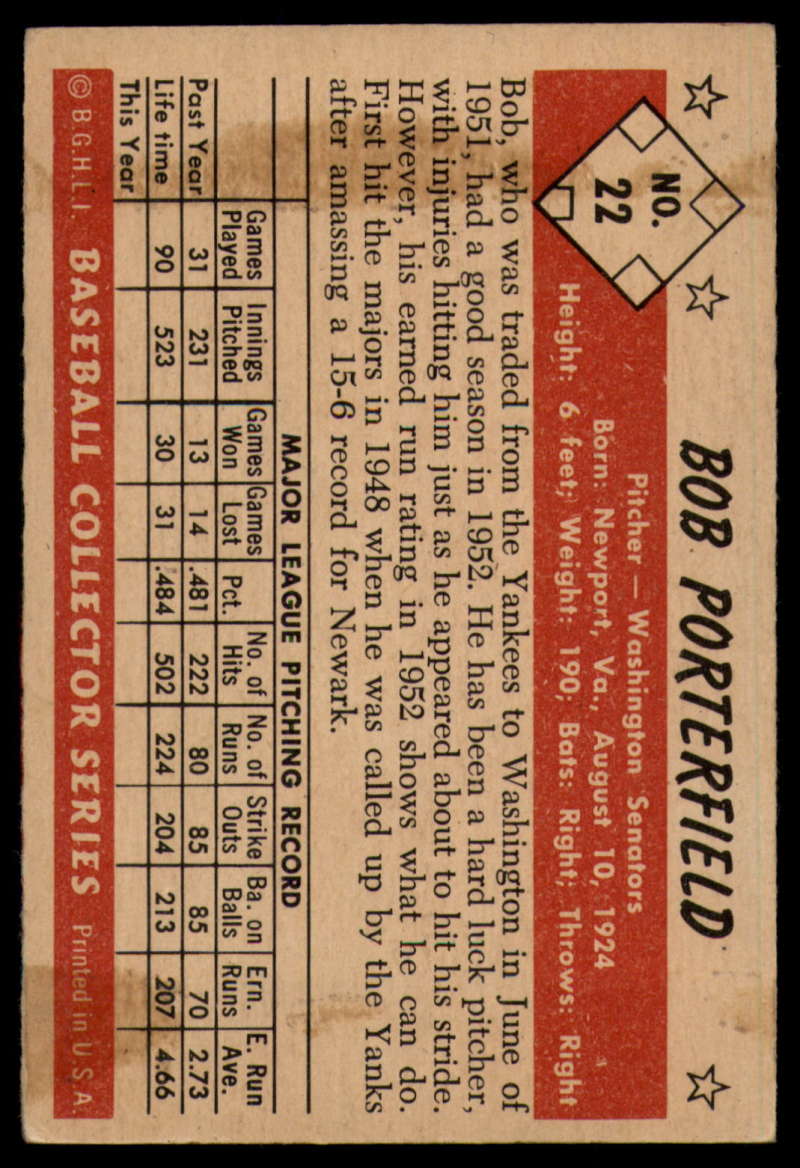 NO.
22
BOB PORTERFIELD
Pitcher — Washington Senators
Born: Newport, Va., August 10, 1924
Height: 6 feet; Weight: 190; Bats: Right; Throws: Right
Bob, who was traded from the Yankees to Washington in June of
1951, had a good season in 1952. He has been a hard luck pitcher,
with injuries hitting him just as he appeared about to hit his stride.
However, his earned run rating in 1952 shows what he can do.
First hit the majors in 1948 when he was called up by the Yanks
after amassing a 15-6 record for Newark.
MAJOR LEAGUE PITCHING RECORD
Games Innings Games Games No. of No. of Strike Ba. on Ern. E. Run
Played Pitched Won Lost Pct. Hits Runs Outs Balls Runs Ave.
Past Year 31 231 13 14 .481 222 80 85 85 70 2.73
Life time 90 523 30 31 .484 502 224 204 213 207 4.66
This Year
© B.G.H.L.I. BASEBALL COLLECTOR SERIES Printed in U.S.A.